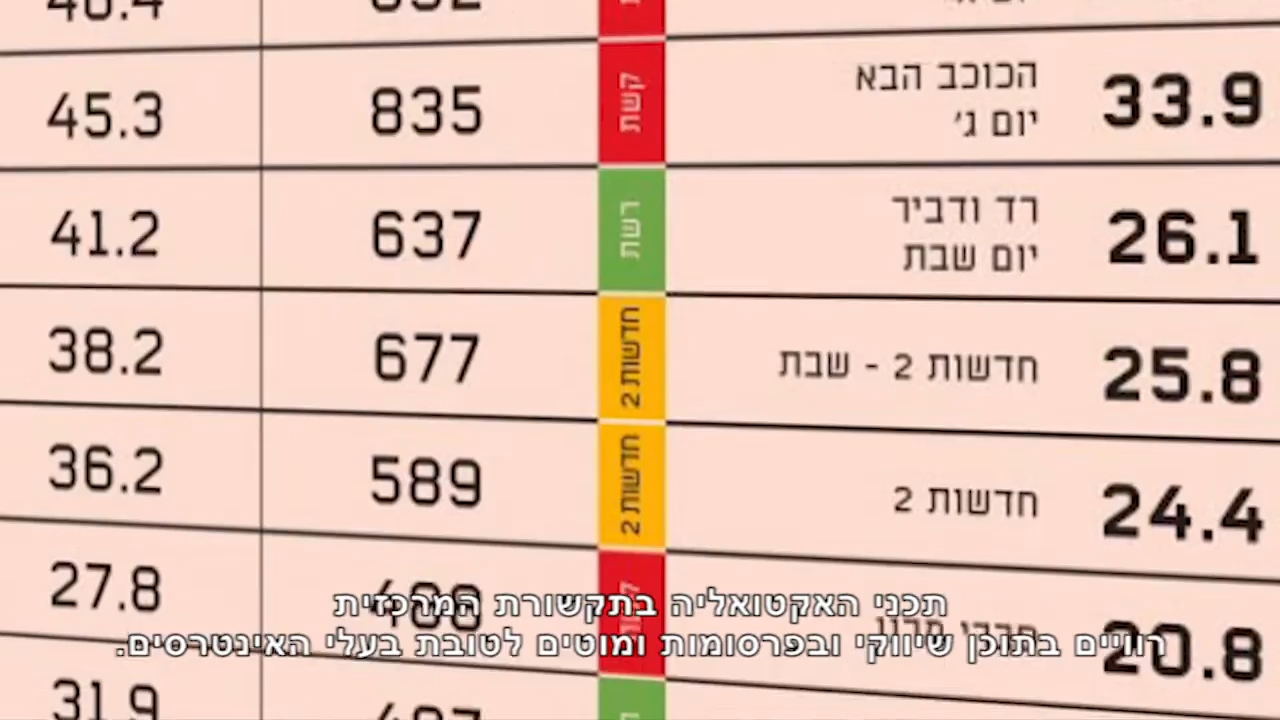 33.9 הכוכב הבא קשת 835 45.3
יום ג׳
26.1 רד ודביר רשת 637 41.2
יום שבת
25.8 חדשות 2 - שבת חדשות 2 677 38.2
24.4 חדשות 2 חדשות 2 589 36.2
20.8 27.8
31.9
תכני האקטואליה בתקשורת המרכזית
רוויים בתוכן שיווקי ובפרסומות ומוטים לטובת בעלי האינטרסים.